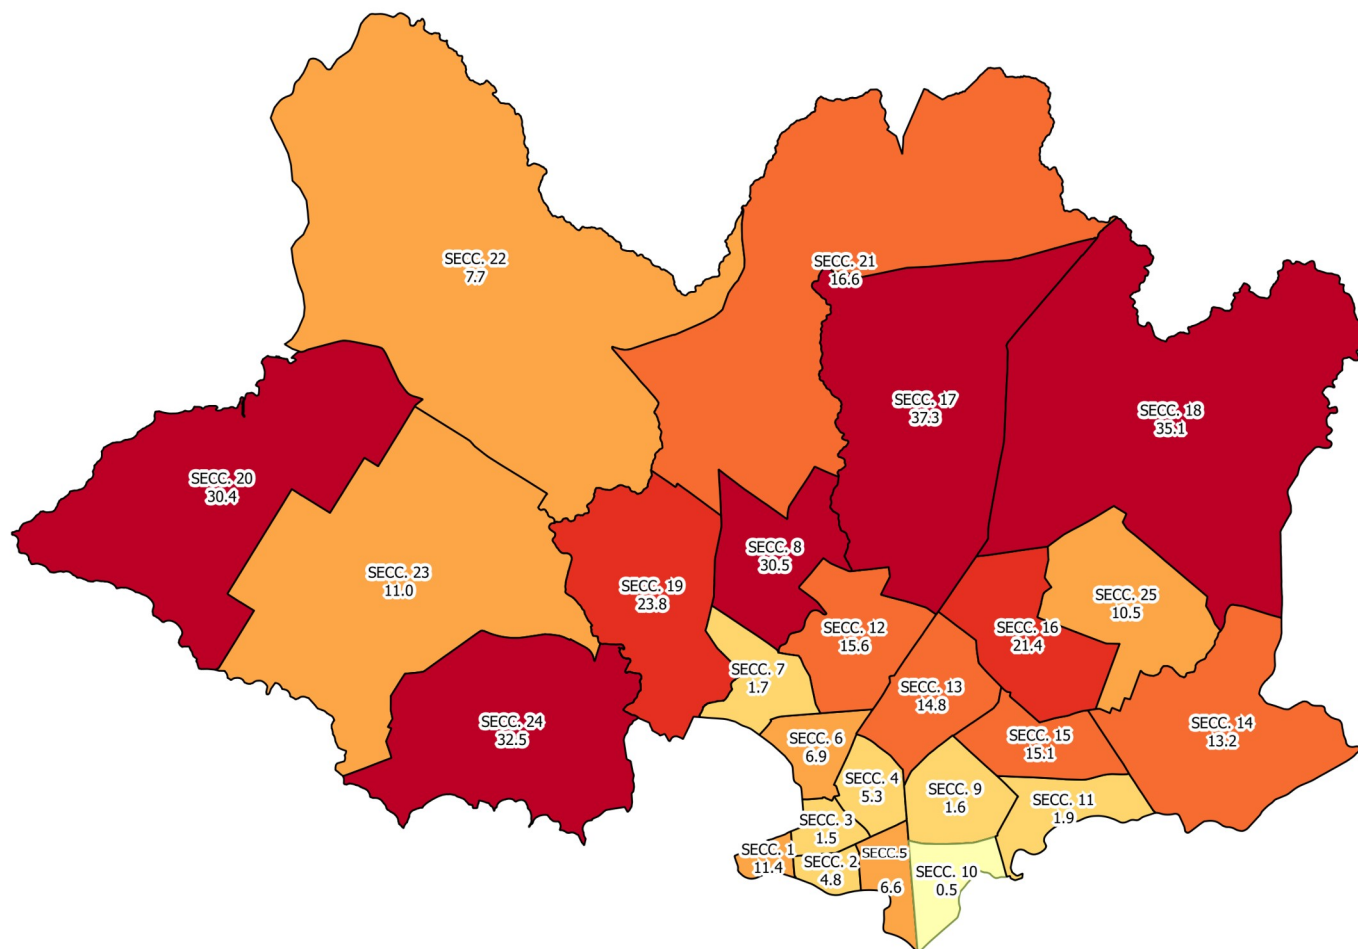 SECC. 22
7.7
SECC. 21
16.6
SECC. 17
37.3
SECC. 18
35.1
SECC. 20
30.4
SECC. 8
30.5
SECC. 23
11.0
SECC. 19
23.8
SECC. 25
10.5
SECC. 12
15.6
SECC. 16
21.4
SECC. 7
1.7
SECC. 13
14.8
SECC. 24
32.5
SECC. 14
13.2
SECC. 6
6.9
SECC. 15
15.1
SECC. 4
5.3
SECC. 9
1.6
SECC. 11
1.9
SECC. 3
1.5
SECC. 1
11.4
SECC. 2
4.8
SECC.5
6.6
SECC. 10
0.5